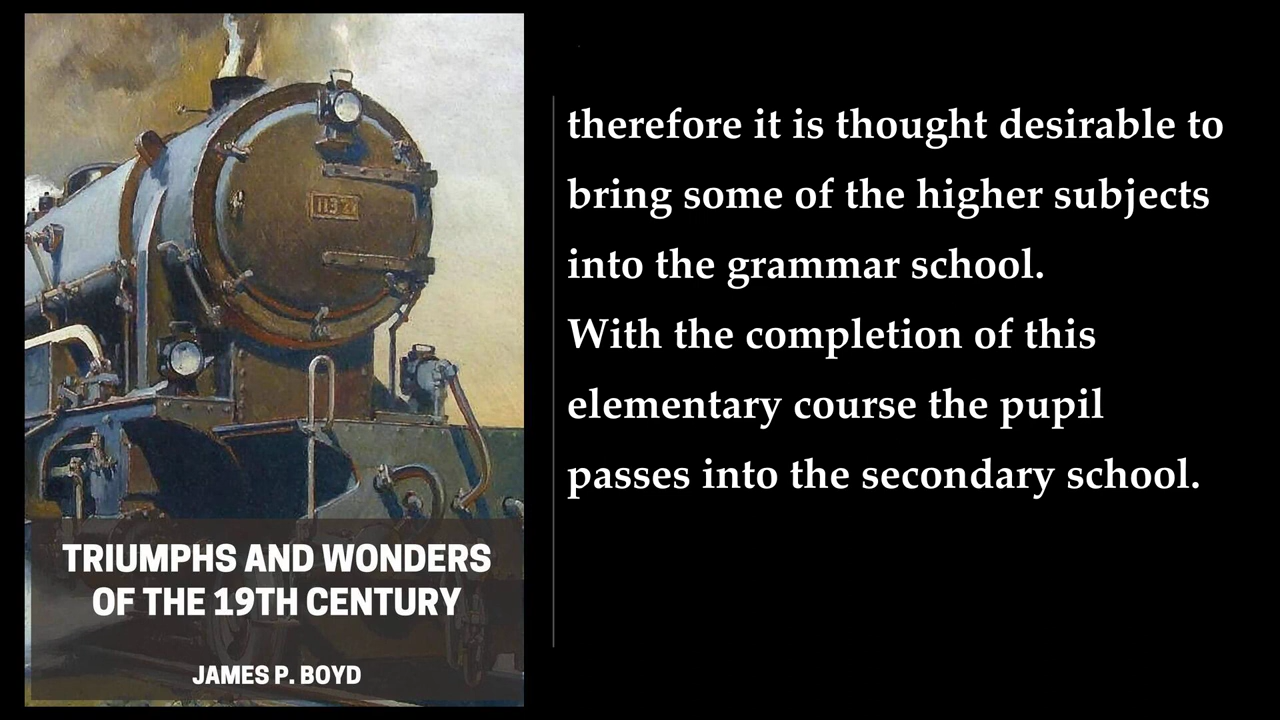 therefore it is thought desirable to
bring some of the higher subjects
into the grammar school.
With the completion of this
elementary course the pupil
passes into the secondary school.
TRIUMPHS AND WONDERS
OF THE 19TH CENTURY
JAMES P. BOYD